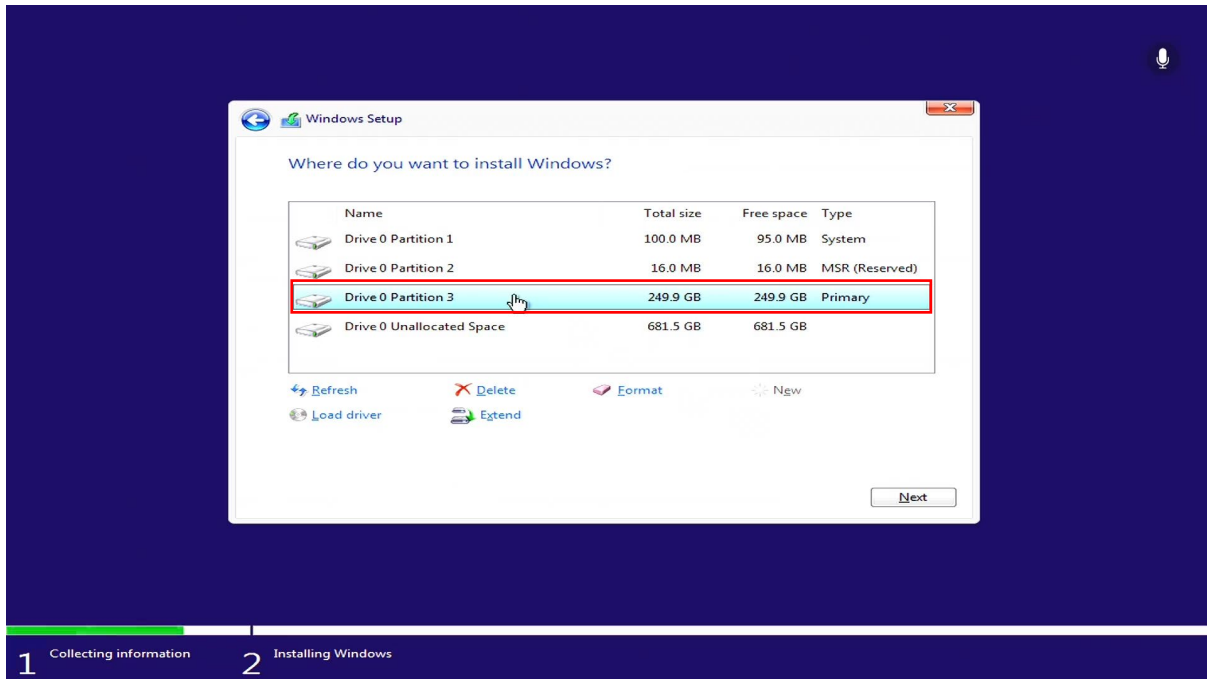 Windows Setup
Where do you want to install Windows?
Name Total size Free space Type
Drive 0 Partition 1 100.0 MB 95.0 MB System
Drive 0 Partition 2 16.0 MB 16.0 MB MSR (Reserved)
Drive 0 Partition 3 249.9 GB 249.9 GB Primary
Drive 0 Unallocated Space 681.5 GB 681.5 GB
Refresh Delete Format New
Load driver Extend
Next
1 Collecting information 2 Installing Windows